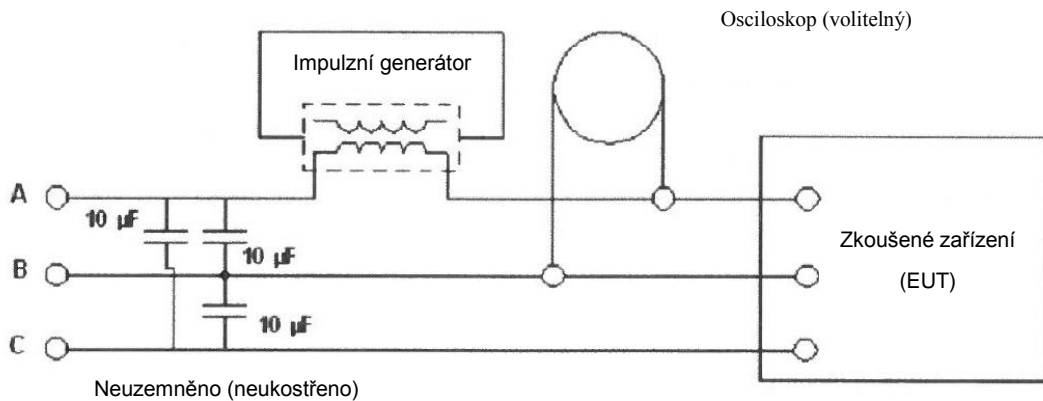 Osciloskop (volitelný)
Impulzní generátor
A
10 µF
10 µF
Zkoušené zařízení
(EUT)
B
10 µF
C
Neuzemněno (neukostřeno)